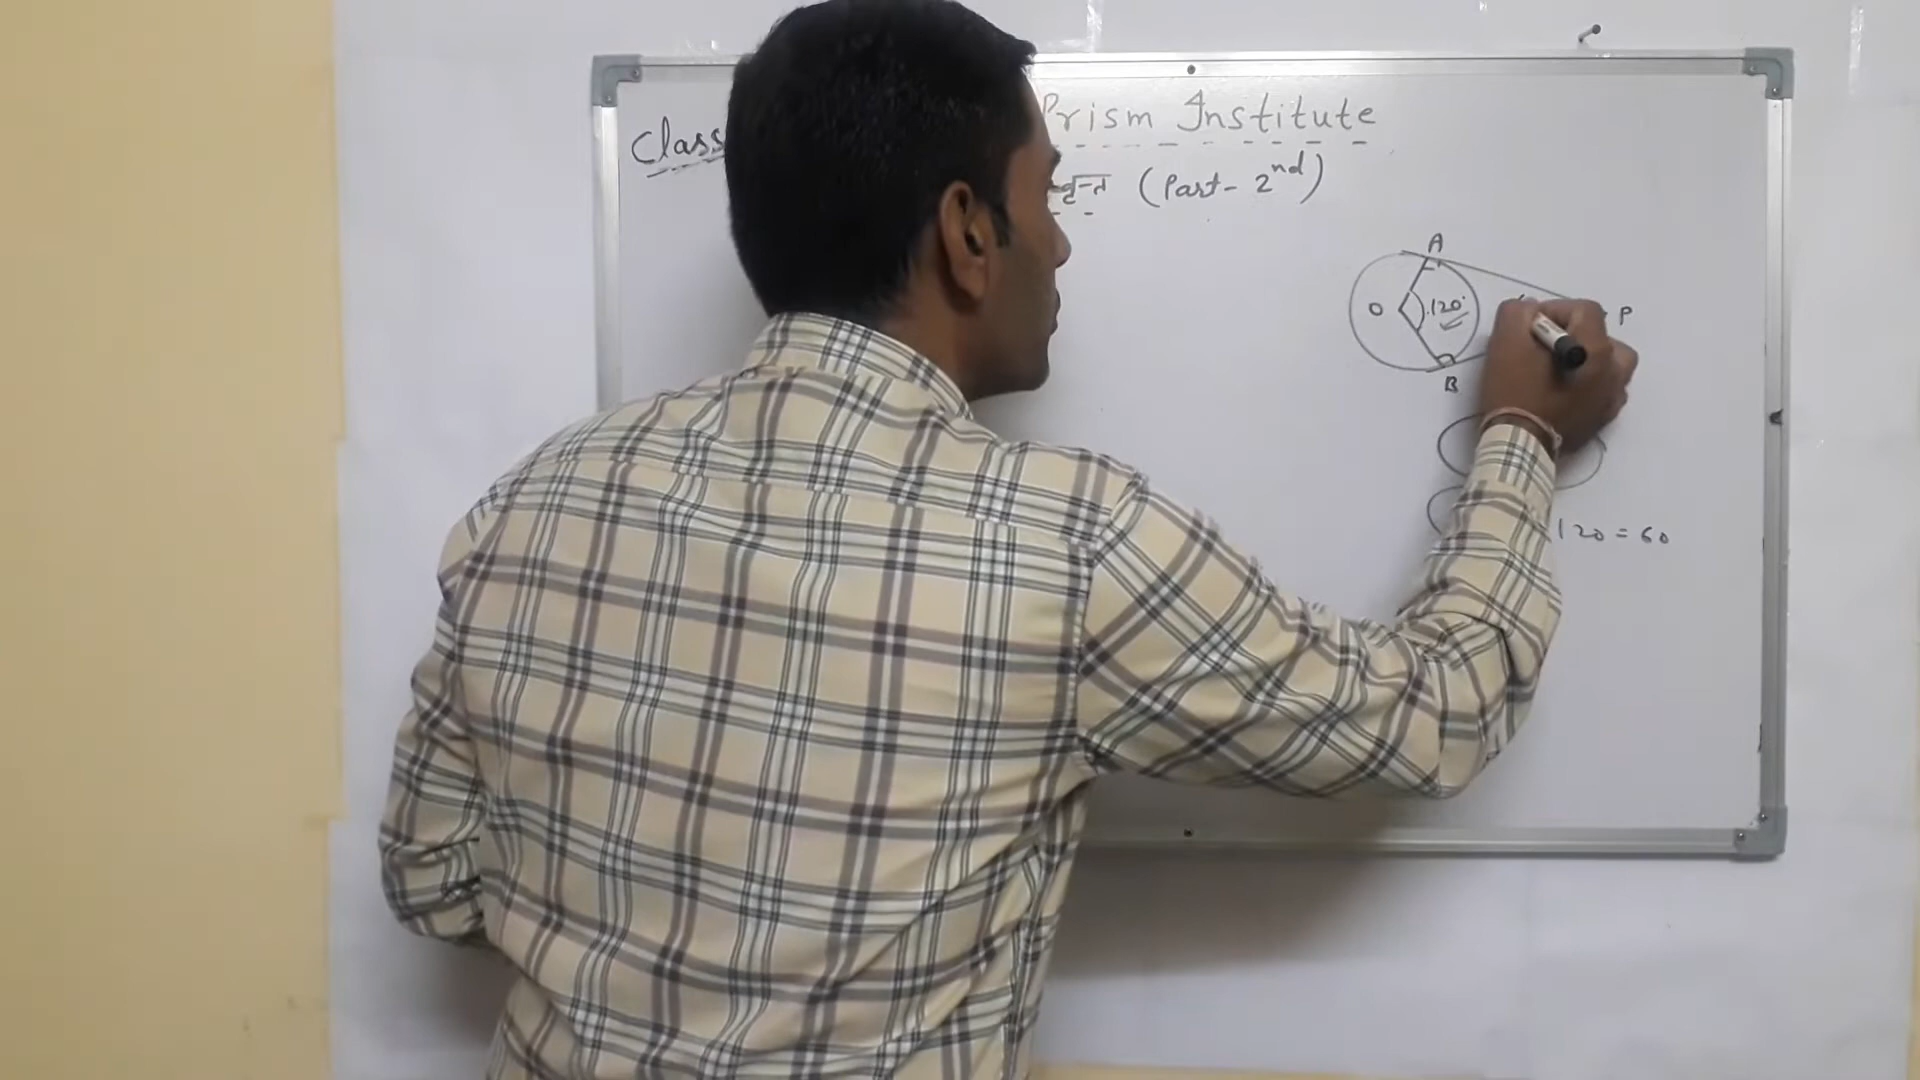 Prism Institute
Class
(Part - 2nd)
A
O
120°
P
B
120 = 60